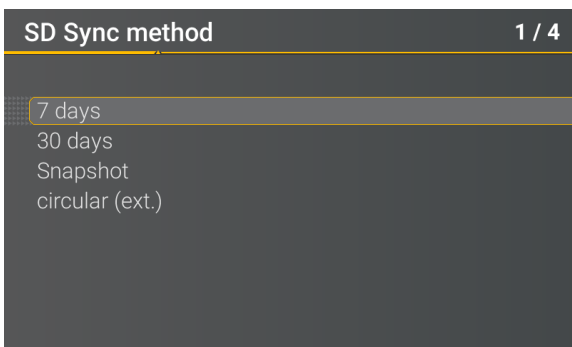 SD Sync method 1 / 4
7 days
30 days
Snapshot
circular (ext.)